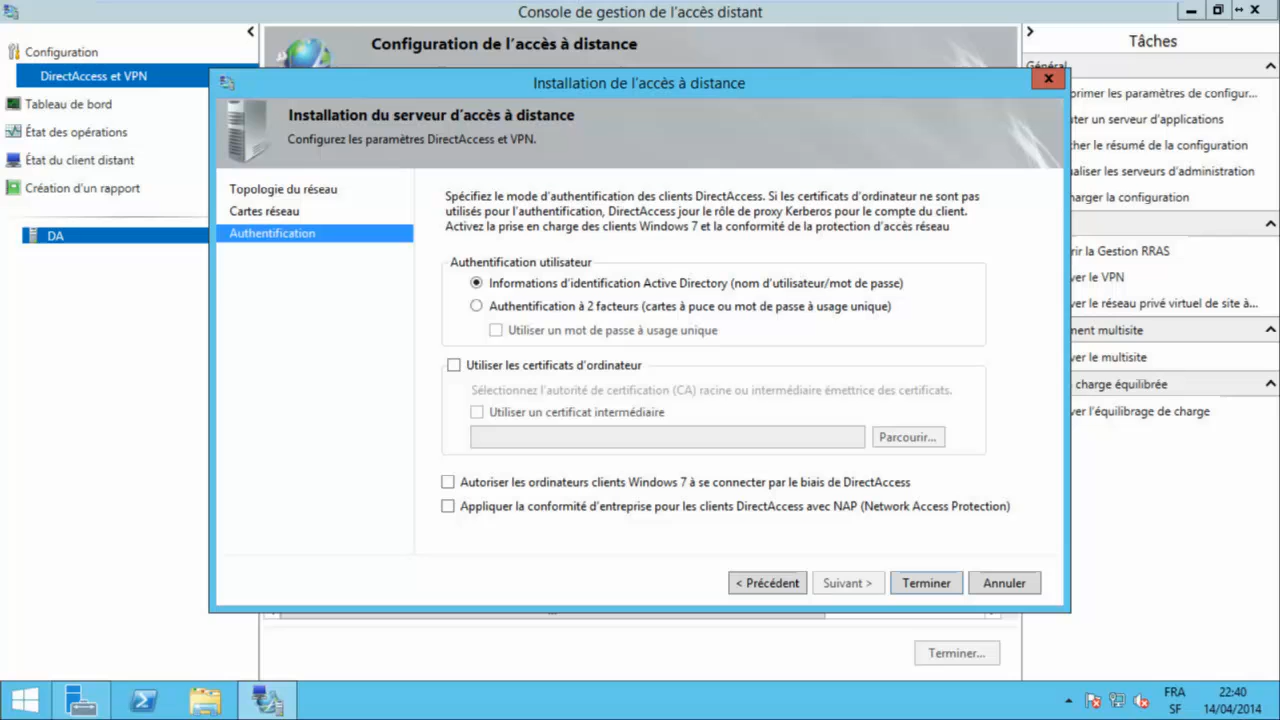 Console de gestion de l'accès distant
Configuration
DirectAccess et VPN
Tableau de bord
État des opérations
État du client distant
Création d'un rapport
DA
Configuration de l'accès à distance
Installation de l'accès à distance
Installation du serveur d'accès à distance
Configurez les paramètres DirectAccess et VPN.
Topologie du réseau
Cartes réseau
Authentification
Spécifiez le mode d'authentification des clients DirectAccess. Si les certificats d'ordinateur ne sont pas
utilisés pour l'authentification, DirectAccess jour le rôle de proxy Kerberos pour le compte du client.
Activez la prise en charge des clients Windows 7 et la conformité de la protection d'accès réseau
Authentification utilisateur
Informations d'identification Active Directory (nom d'utilisateur/mot de passe)
Authentification à 2 facteurs (cartes à puce ou mot de passe à usage unique)
Utiliser un mot de passe à usage unique
Utiliser les certificats d'ordinateur
Sélectionnez l'autorité de certification (CA) racine ou intermédiaire émettrice des certificats.
Utiliser un certificat intermédiaire
Parcourir...
Autoriser les ordinateurs clients Windows 7 à se connecter par le biais de DirectAccess
Appliquer la conformité d'entreprise pour les clients DirectAccess avec NAP (Network Access Protection)
< Précédent
Suivant >
Terminer
Annuler
Terminer...
Tâches
Général
primer les paramètres de configur...
uter un serveur d'applications
cher le résumé de la configuration
ualiser les serveurs d'administration
harger la configuration
rir la Gestion RRAS
ver le VPN
ver le réseau privé virtuel de site à...
ment multisite
ver le multisite
charge équilibrée
ver l'équilibrage de charge
FRA
SF
22:40
14/04/2014